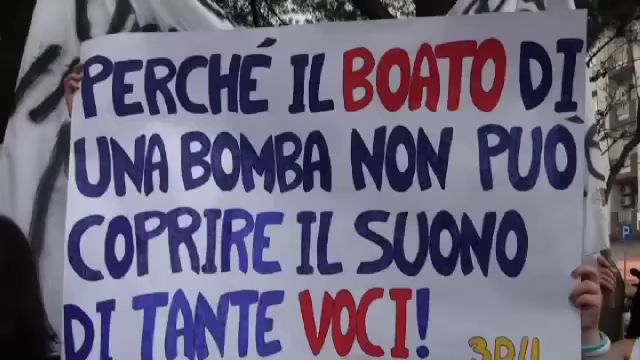 PERCHÉ IL BOATO DI
UNA BOMBA NON PUÒ
COPRIRE IL SUONO
DI TANTE VOCI!